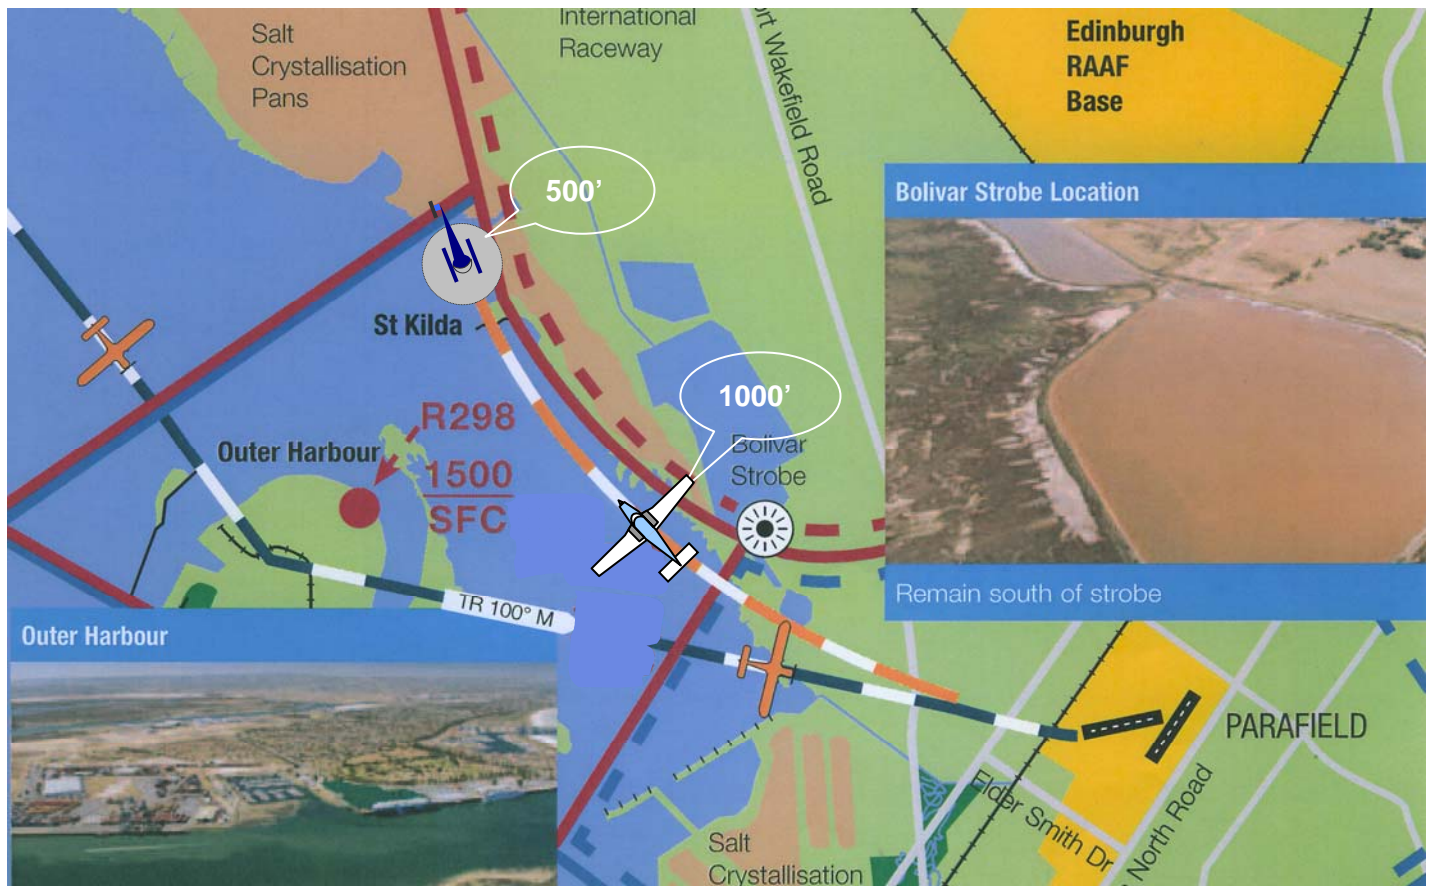 Salt
Crystallisation
Pans
International
Raceway
ort Wakefield Road
Edinburgh
RAAF
Base
500’
Bolivar Strobe Location
St Kilda
1000’
R298
Outer Harbour
1500
SFC
Bolivar
Strobe
TR 100° M
Remain south of strobe
Outer Harbour
PARAFIELD
Elder Smith Dr
North Road
Salt
Crystallisation